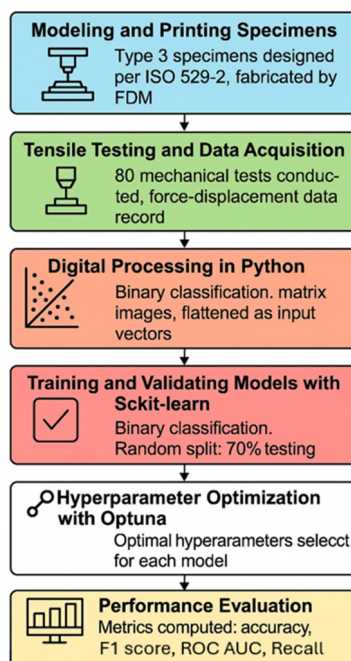 Modeling and Printing Specimens
Type 3 specimens designed
per ISO 529-2, fabricated by
FDM
Tensile Testing and Data Acquisition
80 mechanical tests conduc-
ted, force-displacement data
record
Digital Processing in Python
Binary classification. matrix
images, flattened as input
vectors
Training and Validating Models with
Sckit-learn
Binary classification.
Random split: 70% testing
Hyperparameter Optimization
with Optuna
Optimal hyperarameters selecct
for each model
Performance Evaluation
Metrics computed: accuracy,
F1 score, ROC AUC, Recall